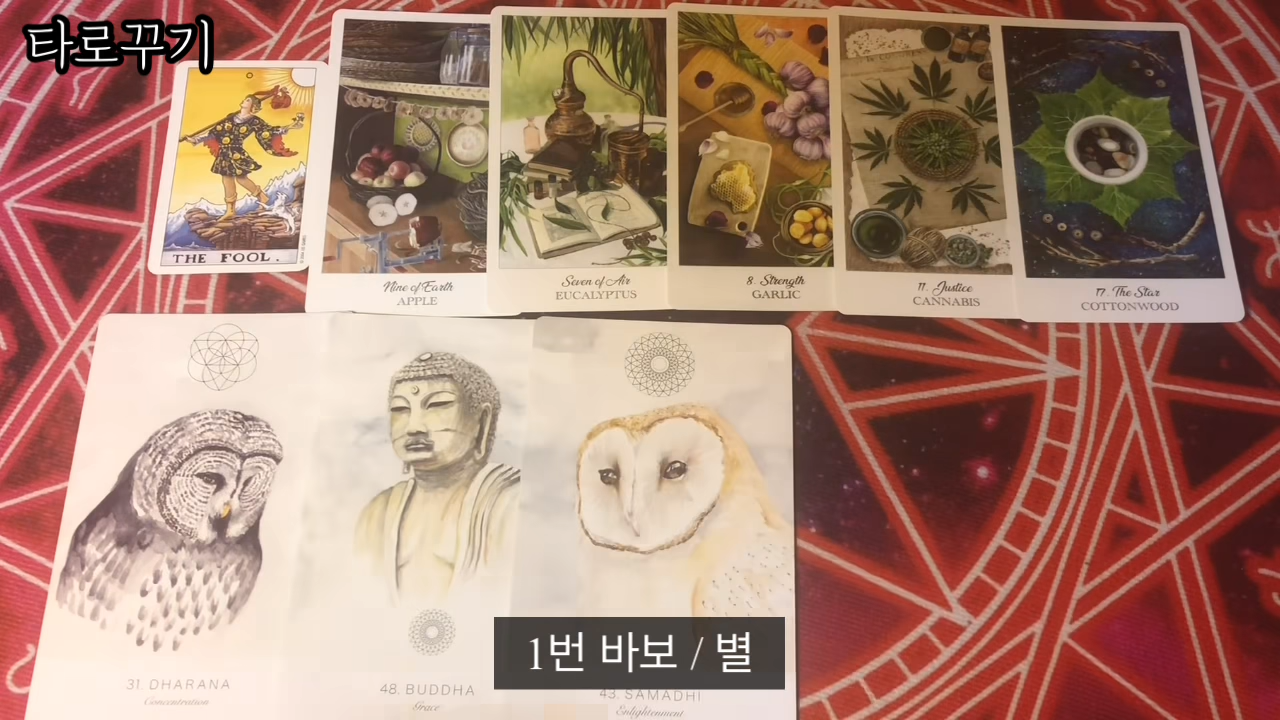 타로꾸기
THE FOOL.
Nine of Earth
APPLE
Seven of Air
EUCALYPTUS
8. Strength
GARLIC
11. Justice
CANNABIS
17. The Star
COTTONWOOD
31. DHARANA
Concentration
48. BUDDHA
Grace
43. SAMADHI
Enlightenment
1번 바보 / 별